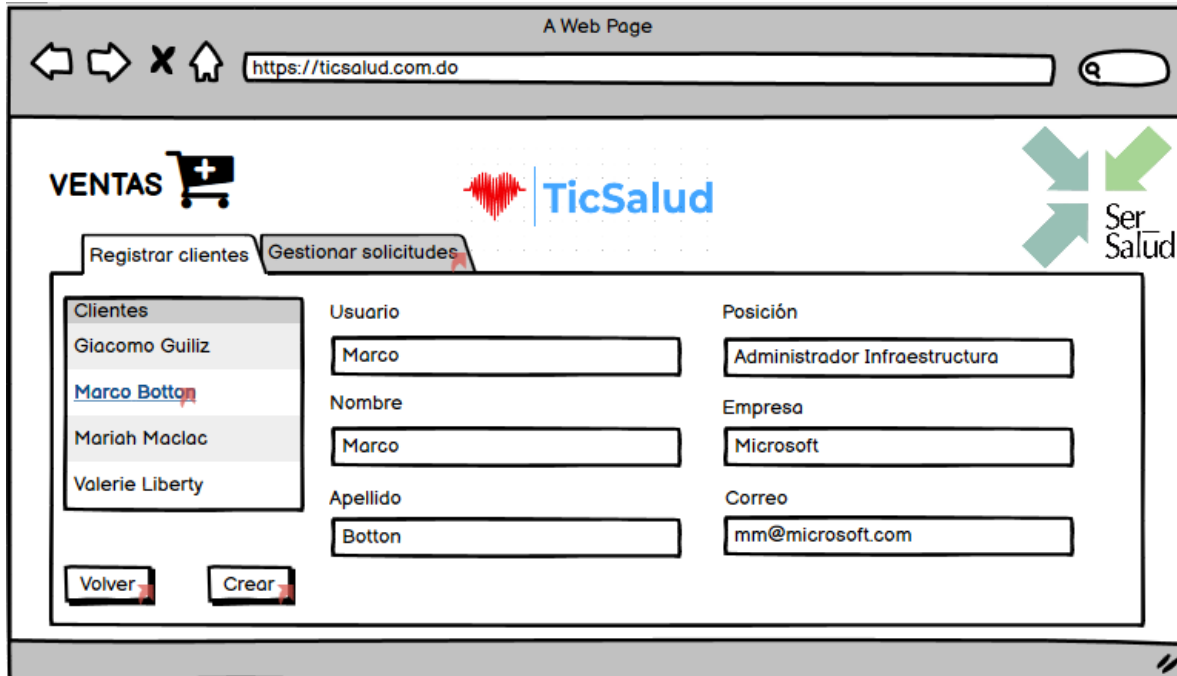 A Web Page
https://ticsalud.com.do
VENTAS
TicSalud
Ser_
Salud
Registrar clientes
Gestionar solicitudes
Clientes
Giacomo Guiliz
Marco Botton
Mariah Maclac
Valerie Liberty
Usuario
Marco
Nombre
Marco
Apellido
Botton
Posición
Administrador Infraestructura
Empresa
Microsoft
Correo
mm@microsoft.com
Volver
Crear